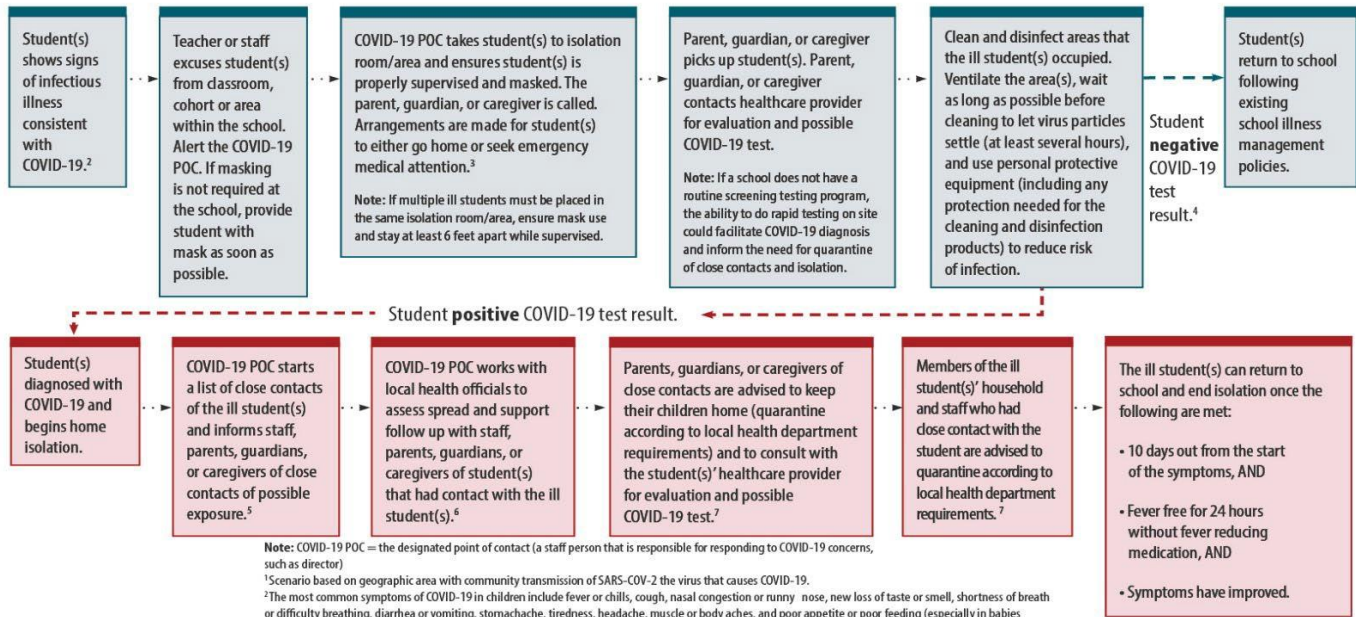 Student(s)
shows signs
of infectious
illness
consistent
with
COVID-19.²
Teacher or staff
excuses student(s)
from classroom,
cohort or area
within the school.
Alert the COVID-19
POC. If masking
is not required at
the school, provide
student with
mask as soon as
possible.
COVID-19 POC takes student(s) to isolation
room/area and ensures student(s) is
properly supervised and masked. The
parent, guardian, or caregiver is called.
Arrangements are made for student(s)
to either go home or seek emergency
medical attention.³
Note: If multiple ill students must be placed in
the same isolation room/area, ensure mask use
and stay at least 6 feet apart while supervised.
Parent, guardian, or caregiver
picks up student(s). Parent,
guardian, or caregiver
contacts healthcare provider
for evaluation and possible
COVID-19 test.
Note: If a school does not have a
routine screening testing program,
the ability to do rapid testing on site
could facilitate COVID-19 diagnosis
and inform the need for quarantine
of close contacts and isolation.
Clean and disinfect areas that
the ill student(s) occupied.
Ventilate the area(s), wait
as long as possible before
cleaning to let virus particles
settle (at least several hours),
and use personal protective
equipment (including any
protection needed for the
cleaning and disinfection
products) to reduce risk
of infection.
Student
negative
COVID-19
test
result.⁴
Student(s)
return to school
following
existing
school illness
management
policies.
Student positive COVID-19 test result.
Student(s)
diagnosed with
COVID-19 and
begins home
isolation.
COVID-19 POC starts
a list of close contacts
of the ill student(s)
and informs staff,
parents, guardians,
or caregivers of close
contacts of possible
exposure.⁵
COVID-19 POC works with
local health officials to
assess spread and support
follow up with staff,
parents, guardians, or
caregivers of student(s)
that had contact with the ill
student(s).⁶
Parents, guardians, or caregivers of
close contacts are advised to keep
their children home (quarantine
according to local health department
requirements) and to consult with
the student(s)' healthcare provider
for evaluation and possible
COVID-19 test.⁷
Members of the ill
student(s)' household
and staff who had
close contact with the
student are advised to
quarantine according to
local health department
requirements. ⁷
The ill student(s) can return to
school and end isolation once the
following are met:
• 10 days out from the start
of the symptoms, AND
• Fever free for 24 hours
without fever reducing
medication, AND
• Symptoms have improved.
Note: COVID-19 POC = the designated point of contact (a staff person that is responsible for responding to COVID-19 concerns,
such as director)
¹Scenario based on geographic area with community transmission of SARS-COV-2 the virus that causes COVID-19.
²The most common symptoms of COVID-19 in children include fever or chills, cough, nasal congestion or runny nose, new loss of taste or smell, shortness of breath
or difficulty breathing, diarrhea or vomiting, stomachache, tiredness, headache, muscle or body aches, and poor appetite or poor feeding (especially in babies